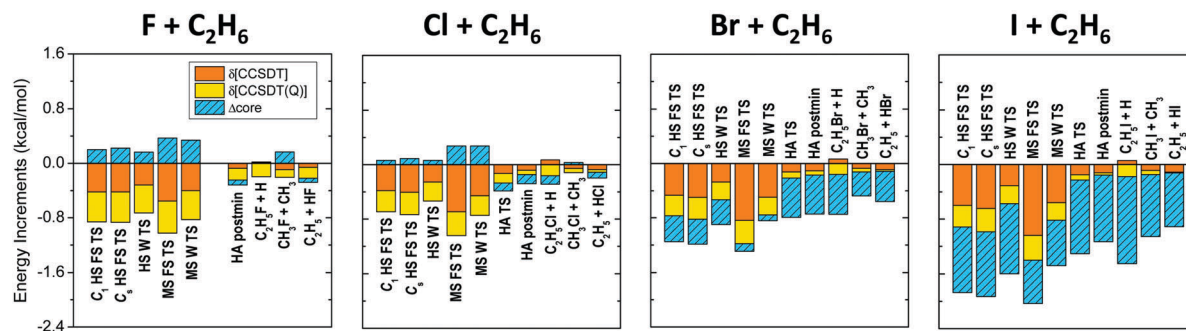 F + C₂H₆
Cl + C₂H₆
Br + C₂H₆
I + C₂H₆
Energy Increments (kcal/mol)
1.6
0.8
0.0
-0.8
-1.6
-2.4
δ[CCSDT]
δ[CCSDT(Q)]
Δcore
C₁ HS FS TS
Cₛ HS FS TS
HS W TS
MS FS TS
MS W TS
HA postmin
C₂H₅F + H
CH₃F + CH₃
C₂H₅ + HF
C₁ HS FS TS
Cₛ HS FS TS
HS W TS
MS FS TS
MS W TS
HA TS
HA postmin
C₂H₅Cl + H
CH₃Cl + CH₃
C₂H₅ + HCl
C₁ HS FS TS
Cₛ HS FS TS
HS W TS
MS FS TS
MS W TS
HA TS
HA postmin
C₂H₅Br + H
CH₃Br + CH₃
C₂H₅ + HBr
C₁ HS FS TS
Cₛ HS FS TS
HS W TS
MS FS TS
MS W TS
HA TS
HA postmin
C₂H₅I + H
CH₃I + CH₃
C₂H₅ + HI